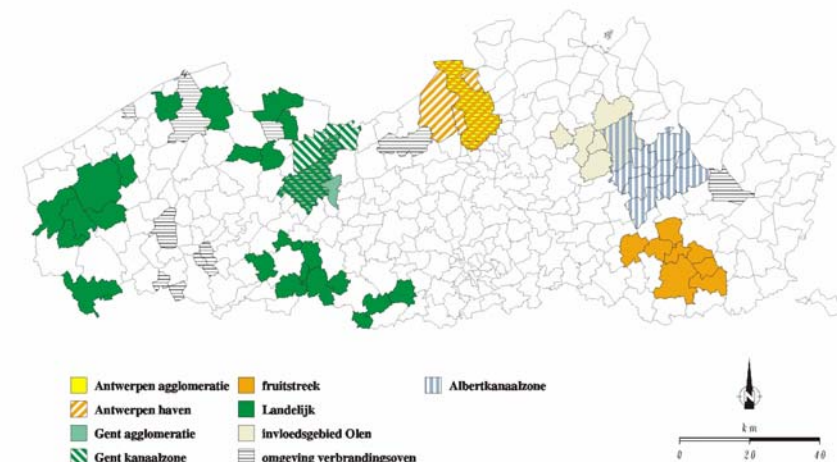 Antwerpen agglomeratie
Antwerpen haven
Gent agglomeratie
Gent kanaalzone
fruitstreek
Landelijk
invloedsgebied Olen
omgeving verbrandingsoven
Albertkanaalzone
N
km
0 20 40